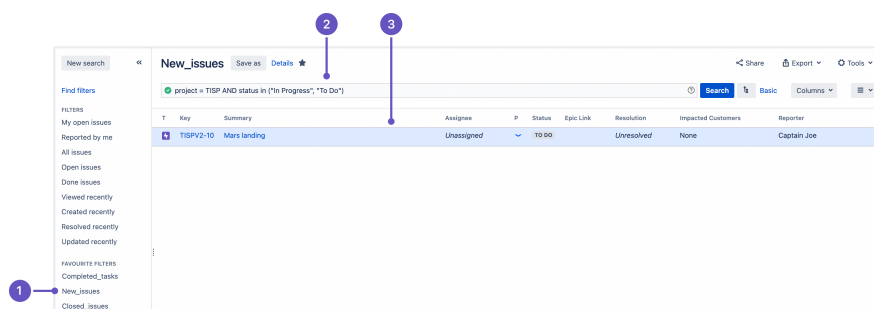 2
3
New search
«
New_issues
Save as
Details
Share
Export
Tools
Find filters
project = TISP AND status in ("In Progress", "To Do")
Search
Basic
Columns
FILTERS
My open issues
Reported by me
All issues
Open issues
Done issues
Viewed recently
Created recently
Resolved recently
Updated recently
FAVOURITE FILTERS
Completed_tasks
1
New_issues
Closed_issues
T Key Summary Assignee P Status Epic Link Resolution Impacted Customers Reporter
TISPV2-10 Mars landing Unassigned TO DO Unresolved None Captain Joe